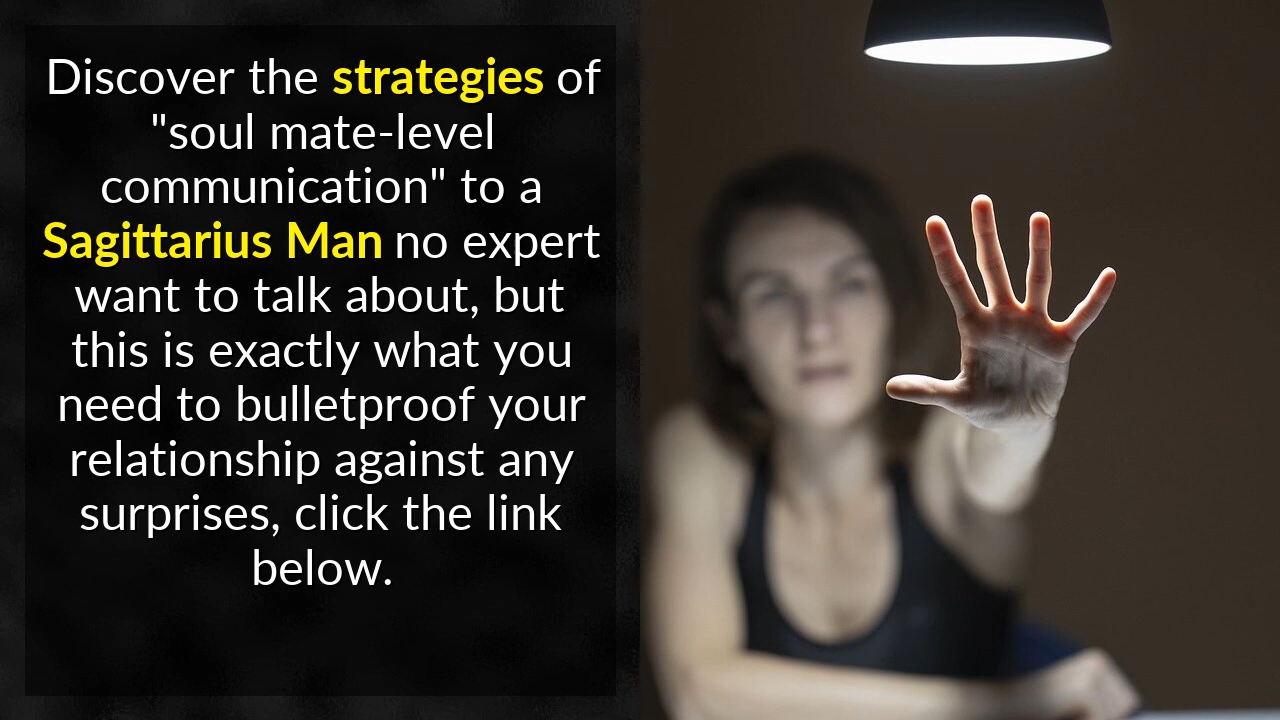 Discover the strategies of
"soul mate-level
communication" to a
Sagittarius Man no expert
want to talk about, but
this is exactly what you
need to bulletproof your
relationship against any
surprises, click the link
below.